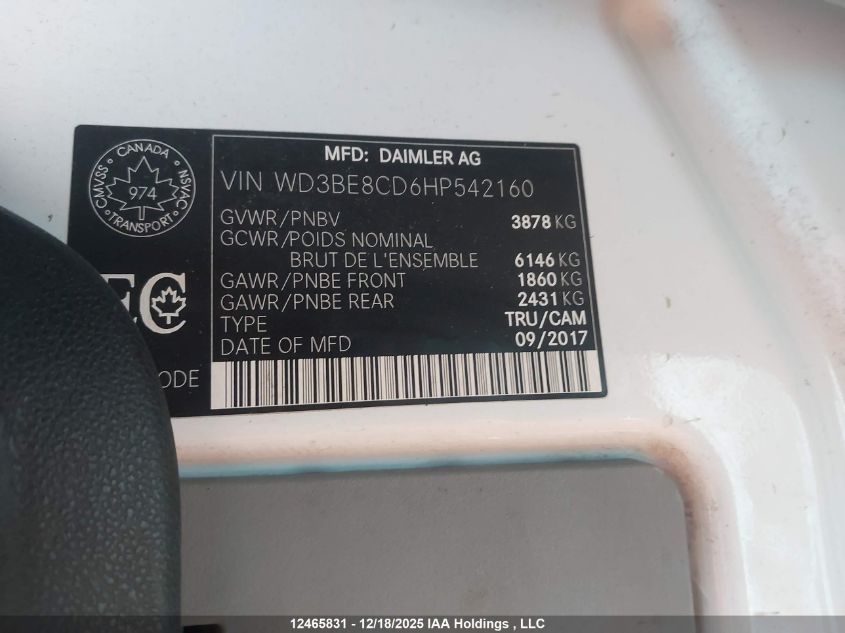 CANADA
CMVSS
974
NSVAC
TRANSPORT
MFD: DAIMLER AG
VIN WD3BE8CD6HP542160
GVWR/PNBV 3878 KG
GCWR/POIDS NOMINAL
BRUT DE L'ENSEMBLE 6146 KG
GAWR/PNBE FRONT 1860 KG
GAWR/PNBE REAR 2431 KG
TYPE TRU/CAM
DATE OF MFD 09/2017
EC
ODE
12465831 - 12/18/2025 IAA Holdings , LLC